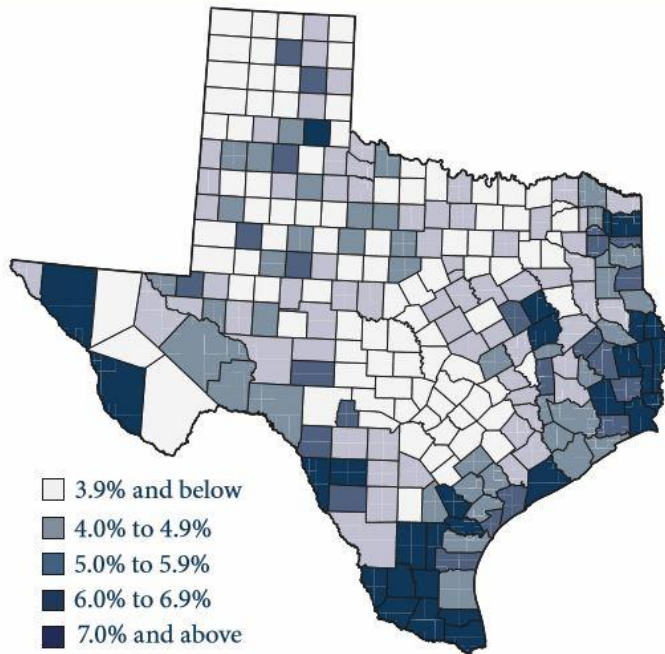 3.9% and below
4.0% to 4.9%
5.0% to 5.9%
6.0% to 6.9%
7.0% and above